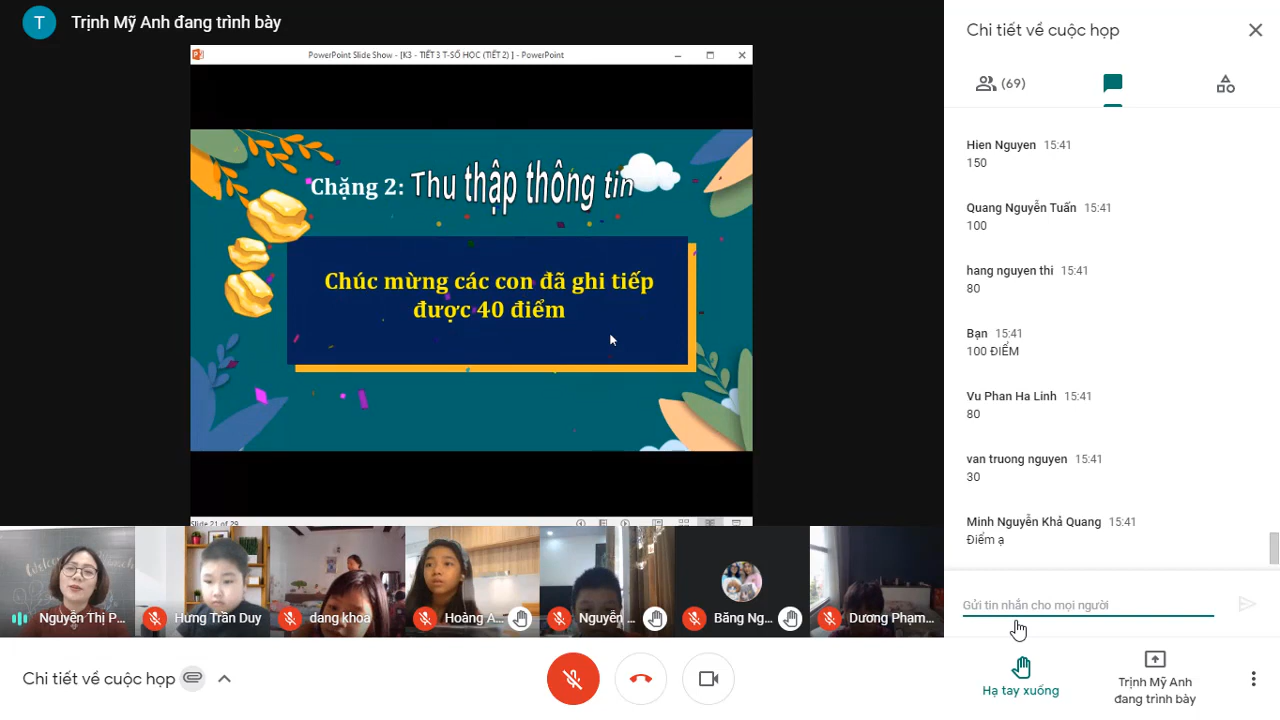 T
Trịnh Mỹ Anh đang trình bày
PowerPoint Slide Show - [K3 - TIẾT 3 T-SỐ HỌC (TIẾT 2) ] - PowerPoint
Chặng 2: Thu thập thông tin
Chúc mừng các con đã ghi tiếp
được 40 điểm
Slide 21 of 29
Nguyễn Thị P...
Hưng Trần Duy
dang khoa
Hoàng A...
Nguyễn ...
Băng Ng...
Dương Phạm...
Chi tiết về cuộc họp
Hạ tay xuống
Trịnh Mỹ Anh
đang trình bày
Chi tiết về cuộc họp
(69)
Hien Nguyen 15:41
150
Quang Nguyễn Tuấn 15:41
100
hang nguyen thi 15:41
80
Bạn 15:41
100 ĐIỂM
Vu Phan Ha Linh 15:41
80
van truong nguyen 15:41
30
Minh Nguyễn Khả Quang 15:41
Điểm ạ
Gửi tin nhắn cho mọi người